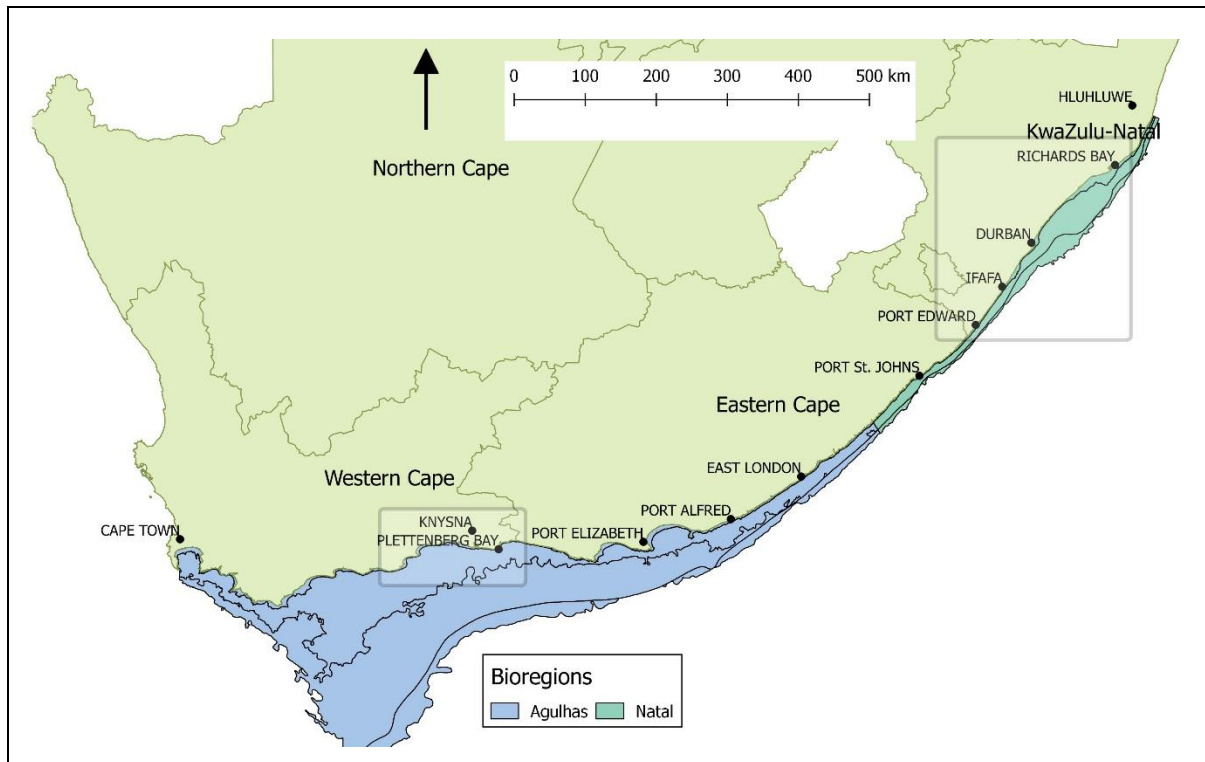 0 100 200 300 400 500 km
HLUHLUWE
KwaZulu-Natal
RICHARDS BAY
Northern Cape
DURBAN
IFAFA
PORT EDWARD
PORT St. JOHNS
Eastern Cape
EAST LONDON
Western Cape
PORT ALFRED
KNYSNA
CAPE TOWN
PORT ELIZABETH
PLETTENBERG BAY
Bioregions
Agulhas Natal